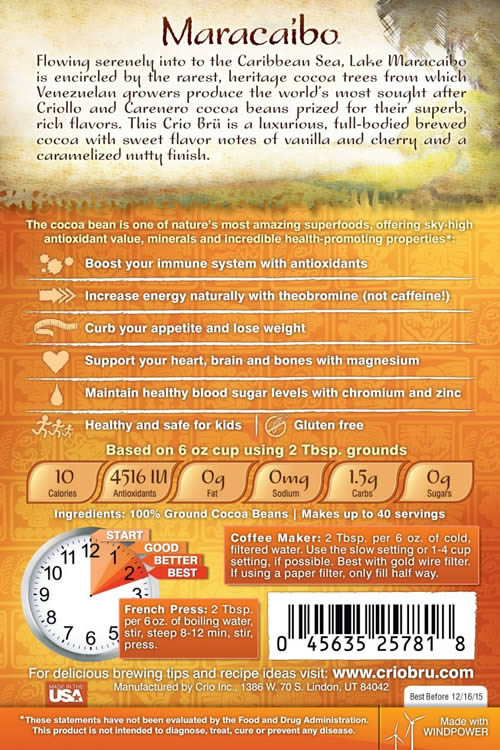 Maracaibo™
Flowing serenely into to the Caribbean Sea, Lake Maracaibo
is encircled by the rarest, heritage cocoa trees from which
Venezuelan growers produce the world's most sought after
Criollo and Carenero cocoa beans prized for their superb,
rich flavors. This Crio Brü is a luxurious, full-bodied brewed
cocoa with sweet flavor notes of vanilla and cherry and a
caramelized nutty finish.
The cocoa bean is one of nature's most amazing superfoods, offering sky-high
antioxidant value, minerals and incredible health-promoting properties*:
Boost your immune system with antioxidants
Increase energy naturally with theobromine (not caffeine!)
Curb your appetite and lose weight
Support your heart, brain and bones with magnesium
Maintain healthy blood sugar levels with chromium and zinc
Healthy and safe for kids | Gluten free
Based on 6 oz cup using 2 Tbsp. grounds
10 4516 IU 0g 0mg 1.5g 0g
Calories Antioxidants Fat Sodium Carbs Sugars
Ingredients: 100% Ground Cocoa Beans | Makes up to 40 servings
START
GOOD
BETTER
BEST
12
1
2
3
4
5
6
7
8
9
10
11
Coffee Maker: 2 Tbsp. per 6 oz. of cold,
filtered water. Use the slow setting or 1-4 cup
setting, if possible. Best with gold wire filter.
If using a paper filter, only fill half way.
French Press: 2 Tbsp.
per 6 oz. of boiling water,
stir, steep 8-12 min, stir,
press.
0 45635 25781 8
For delicious brewing tips and recipe ideas visit: www.criobru.com
MADE IN THE
USA
Manufactured by Crio Inc., 1386 W. 70 S. Lindon, UT 84042
Best Before 12/16/15
*These statements have not been evaluated by the Food and Drug Administration.
This product is not intended to diagnose, treat, cure or prevent any disease.
Made with
WINDPOWER